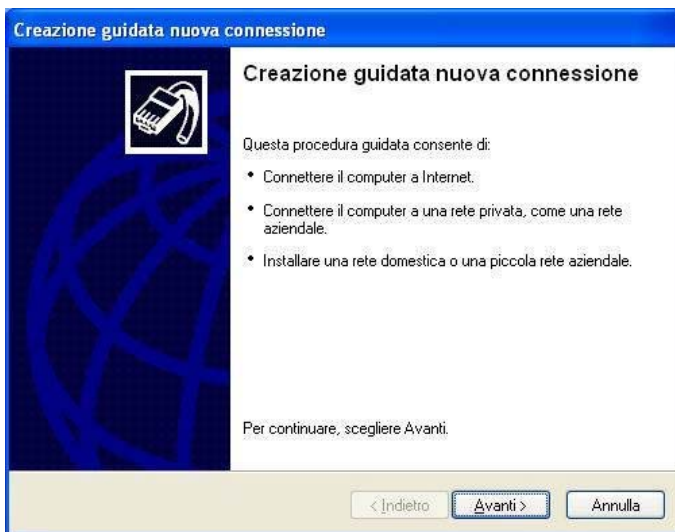 Creazione guidata nuova connessione
Creazione guidata nuova connessione
Questa procedura guidata consente di:
• Connettere il computer a Internet.
• Connettere il computer a una rete privata, come una rete
aziendale.
• Installare una rete domestica o una piccola rete aziendale.
Per continuare, scegliere Avanti.
< Indietro Avanti > Annulla